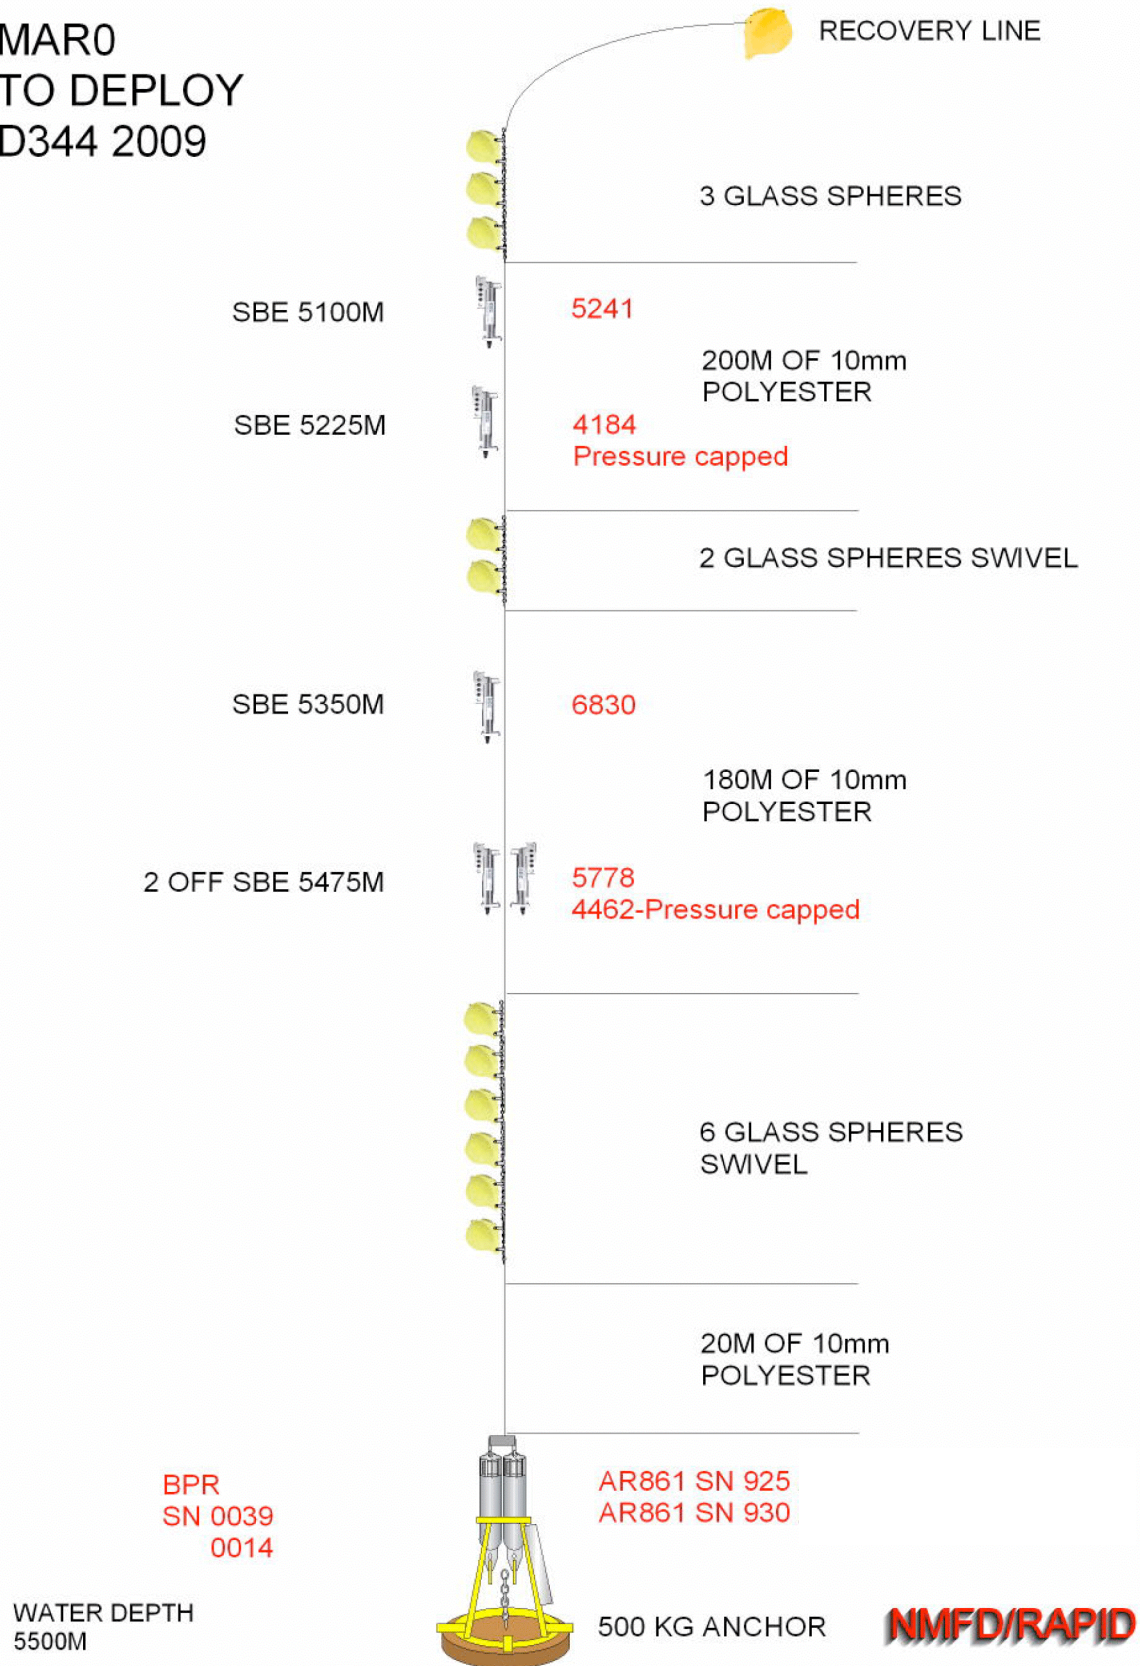 MAR0
TO DEPLOY
D344 2009
RECOVERY LINE
3 GLASS SPHERES
SBE 5100M
5241
200M OF 10mm
POLYESTER
SBE 5225M
4184
Pressure capped
2 GLASS SPHERES SWIVEL
SBE 5350M
6830
180M OF 10mm
POLYESTER
2 OFF SBE 5475M
5778
4462-Pressure capped
6 GLASS SPHERES
SWIVEL
20M OF 10mm
POLYESTER
BPR
SN 0039
0014
AR861 SN 925
AR861 SN 930
WATER DEPTH
5500M
500 KG ANCHOR
NMFD/RAPID